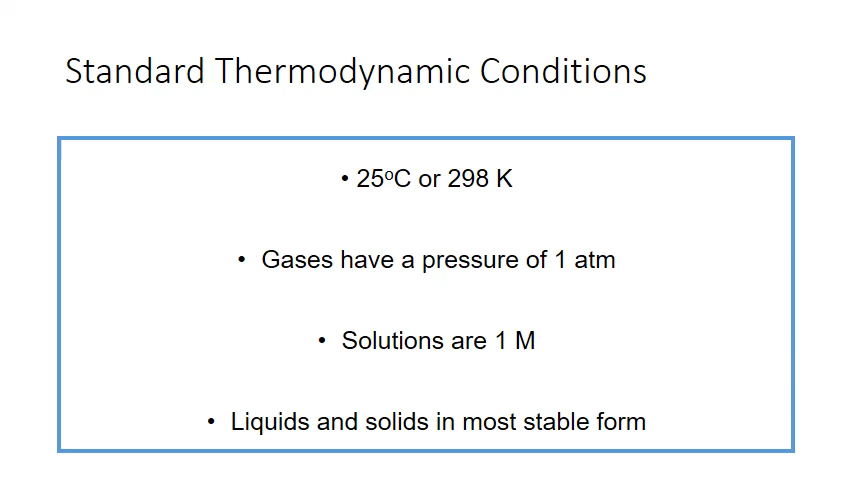 Standard Thermodynamic Conditions
• 25ºC or 298 K
• Gases have a pressure of 1 atm
• Solutions are 1 M
• Liquids and solids in most stable form